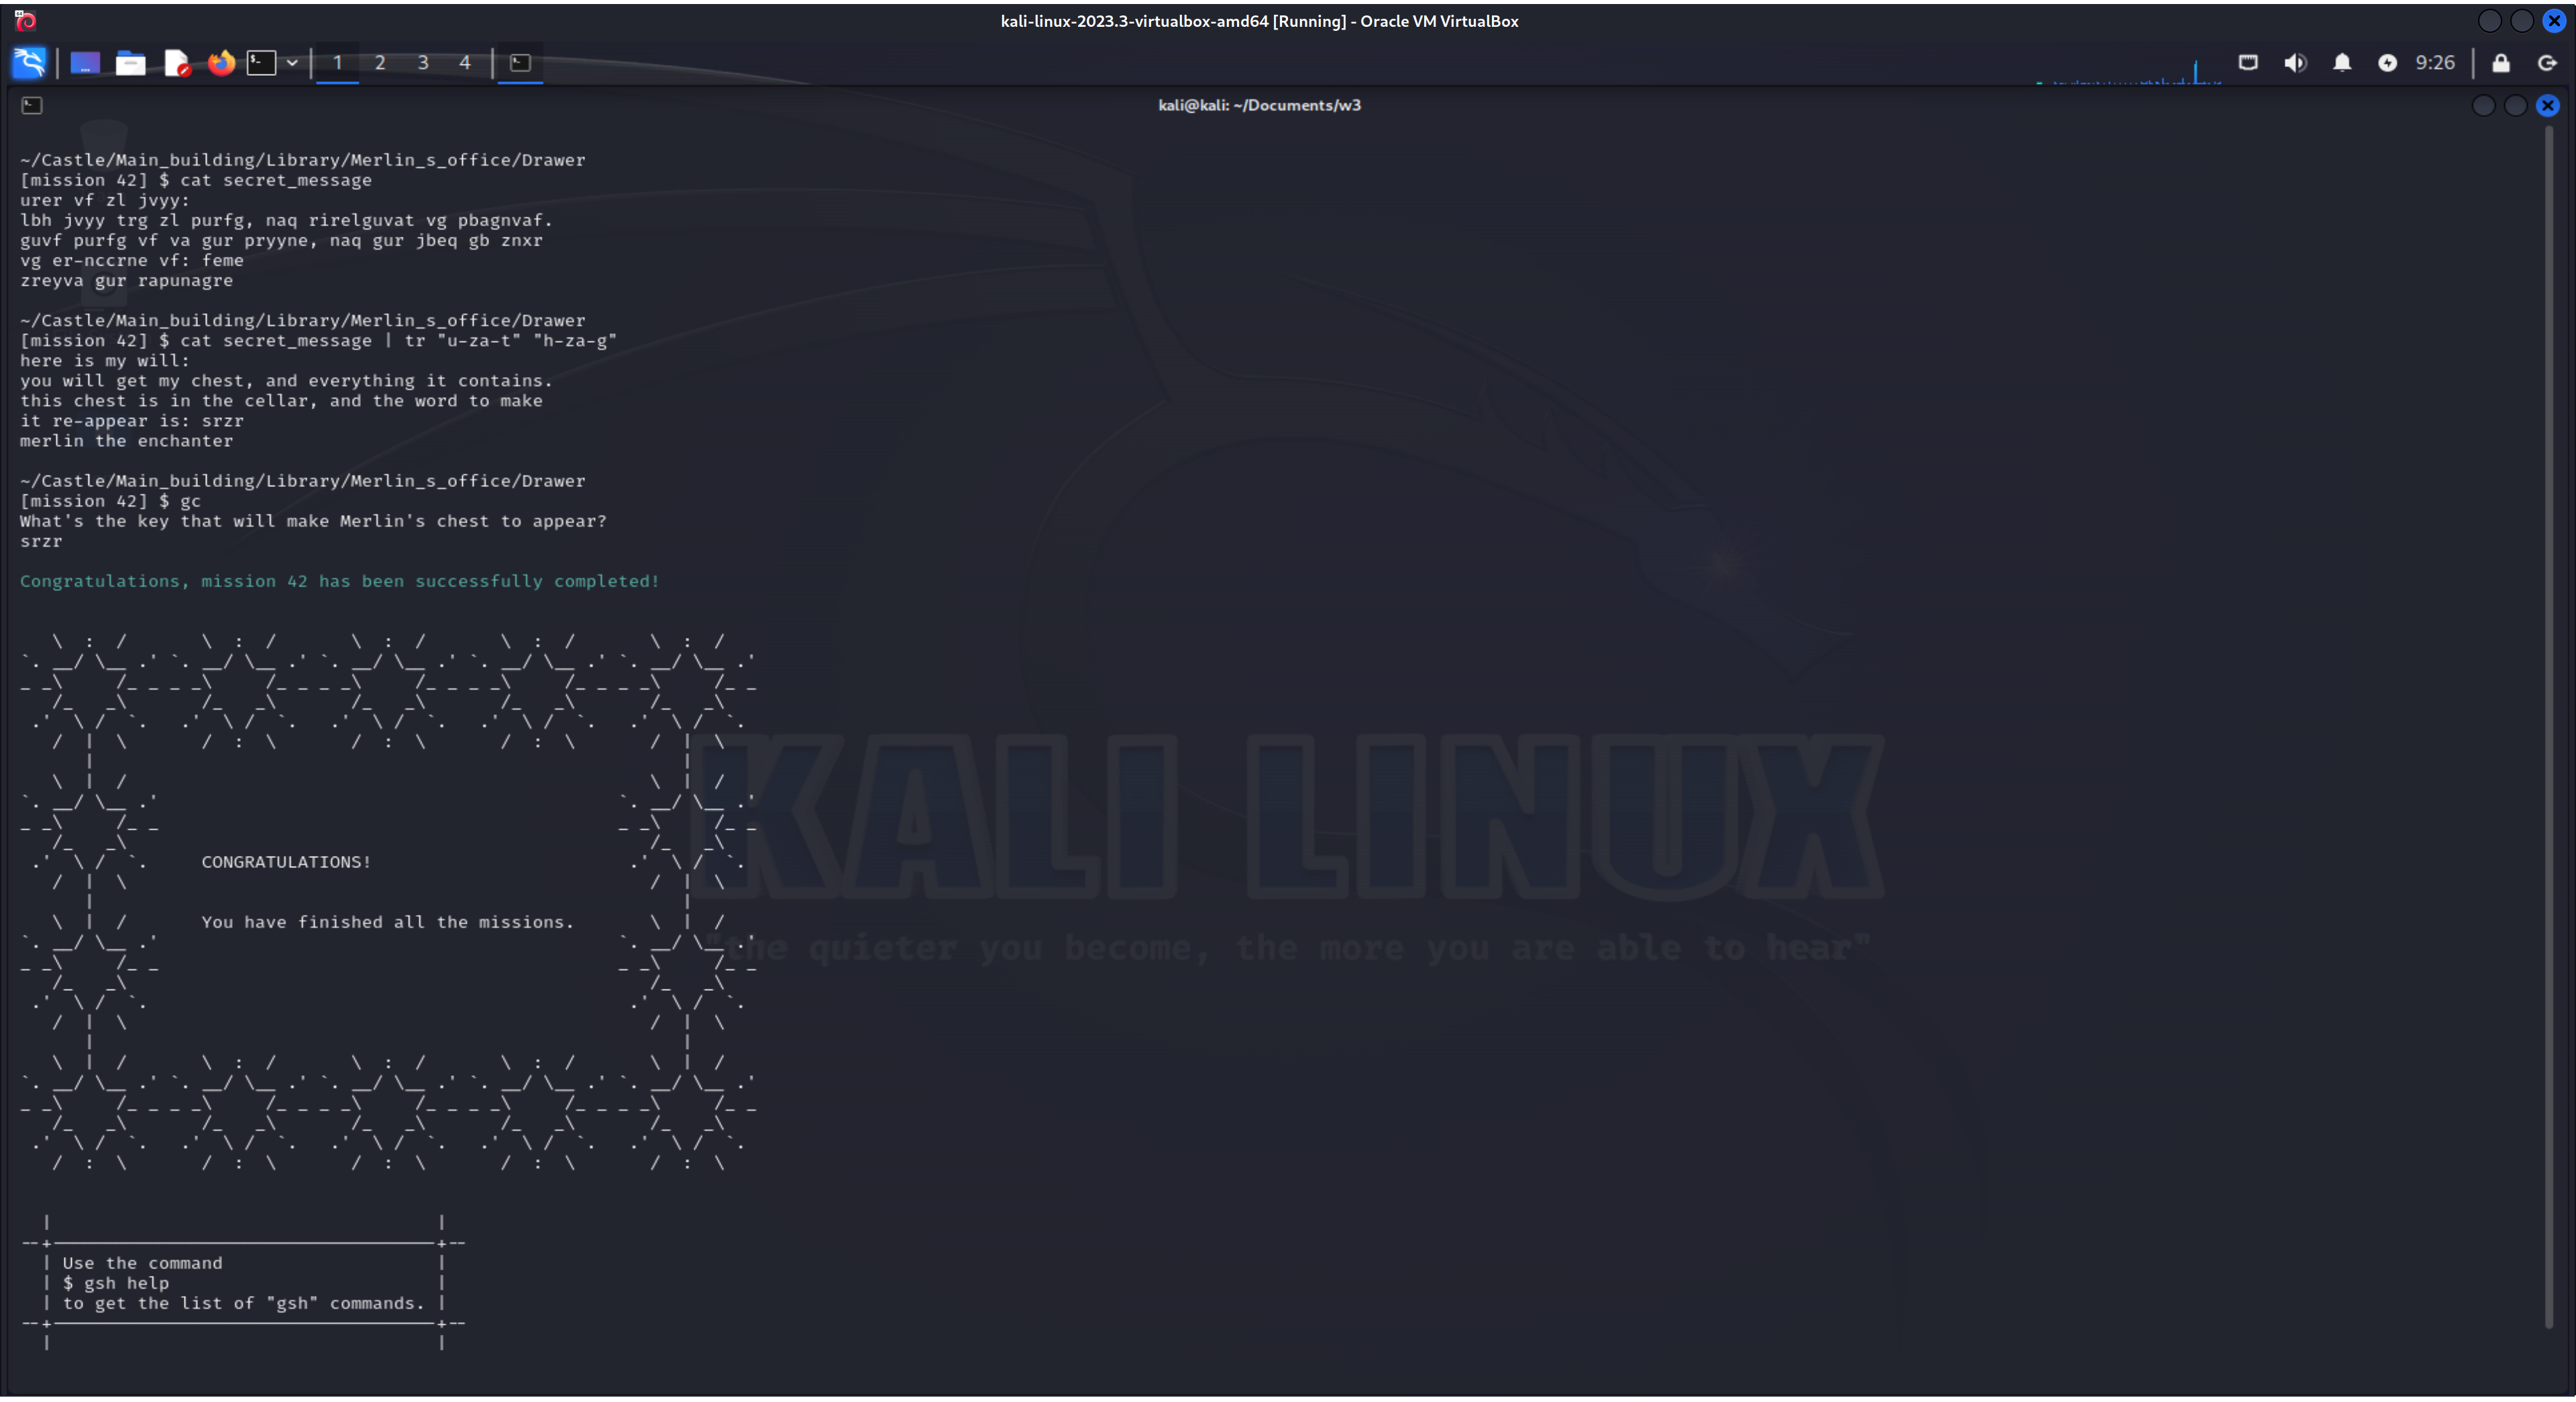 kali-linux-2023.3-virtualbox-amd64 [Running] - Oracle VM VirtualBox
1 2 3 4
9:26
kali@kali: ~/Documents/w3
~/Castle/Main_building/Library/Merlin_s_office/Drawer
[mission 42] $ cat secret_message
urer vf zl jvyy:
lbh jvyy trg zl purfg, naq rirelguvat vg pbagnvaf.
guvf purfg vf va gur pryyne, naq gur jbeq gb znxr
vg er-nccrne vf: feme
zreyva gur rapunagre
~/Castle/Main_building/Library/Merlin_s_office/Drawer
[mission 42] $ cat secret_message | tr "u-za-t" "h-za-g"
here is my will:
you will get my chest, and everything it contains.
this chest is in the cellar, and the word to make
it re-appear is: srzr
merlin the enchanter
~/Castle/Main_building/Library/Merlin_s_office/Drawer
[mission 42] $ gc
What's the key that will make Merlin's chest to appear?
srzr
Congratulations, mission 42 has been successfully completed!
CONGRATULATIONS!
You have finished all the missions.
KALI LINUX
"the quieter you become, the more you are able to hear"
Use the command
$ gsh help
to get the list of "gsh" commands.